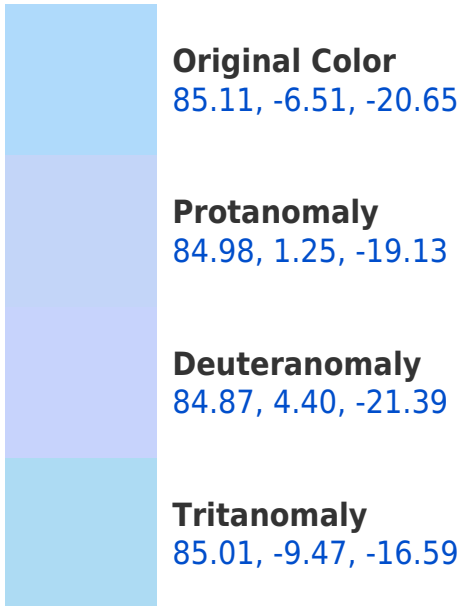 Original Color
85.11, -6.51, -20.65
Protanomaly
84.98, 1.25, -19.13
Deuteranomaly
84.87, 4.40, -21.39
Tritanomaly
85.01, -9.47, -16.59